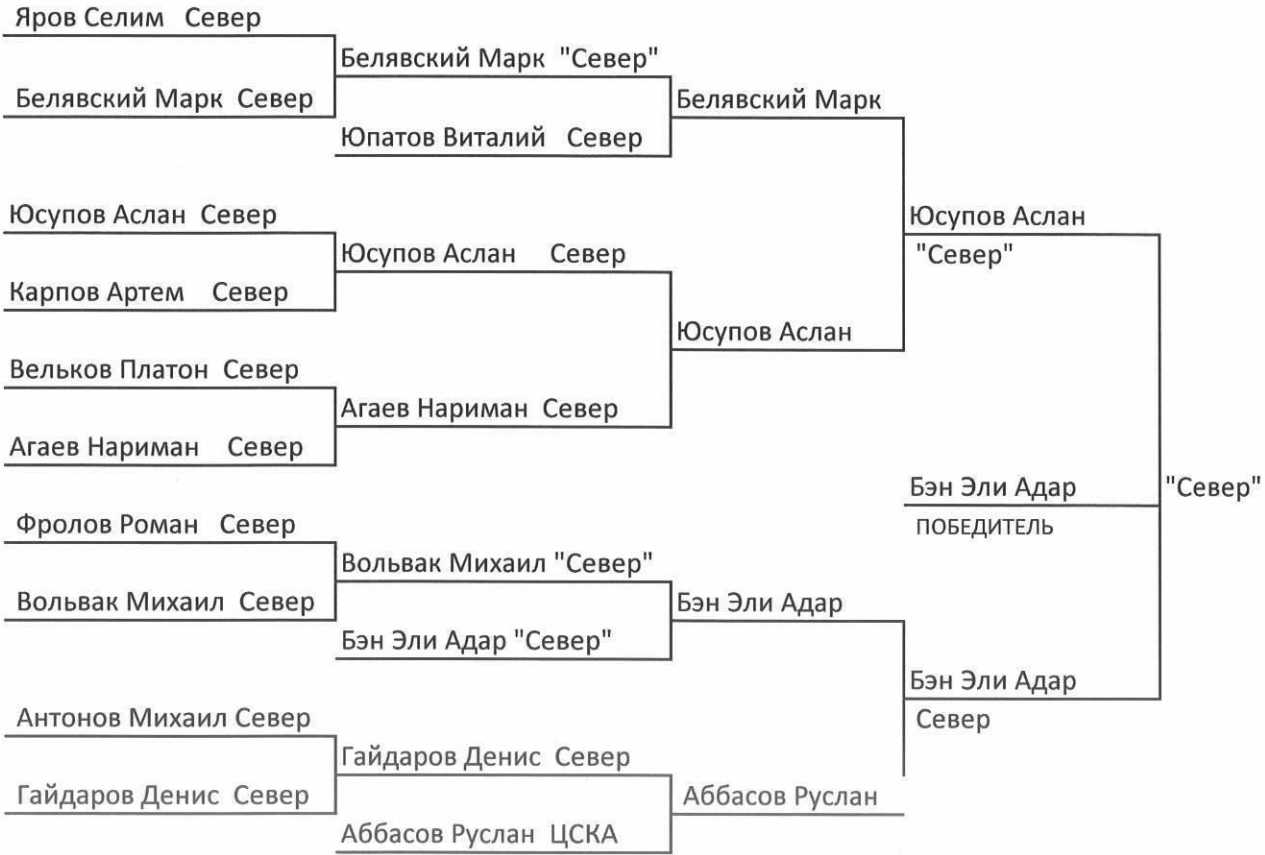 Яров Селим Север
Белявский Марк "Север"
Белявский Марк Север
Белявский Марк
Юпатов Виталий Север
Юсупов Аслан Север
Юсупов Аслан
Юсупов Аслан Север
"Север"
Карпов Артем Север
Юсупов Аслан
Вельков Платон Север
Агаев Нариман Север
Агаев Нариман Север
Бэн Эли Адар
"Север"
ПОБЕДИТЕЛЬ
Фролов Роман Север
Вольвак Михаил "Север"
Вольвак Михаил Север
Бэн Эли Адар
Бэн Эли Адар "Север"
Бэн Эли Адар
Север
Антонов Михаил Север
Гайдаров Денис Север
Гайдаров Денис Север
Аббасов Руслан
Аббасов Руслан ЦСКА